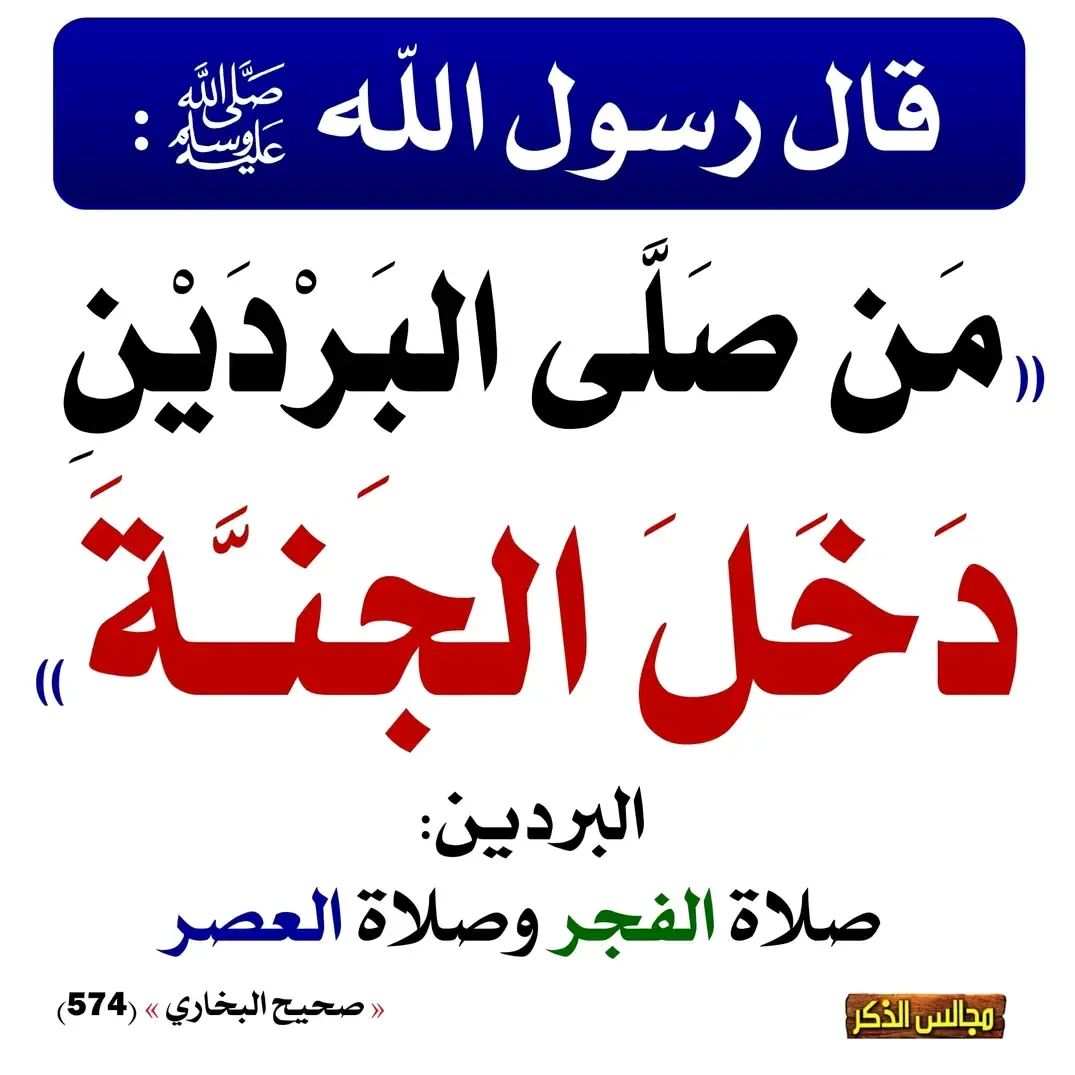 قال رسول الله ﷺ :
((مَن صَلَّى البَرْدَيْنِ
دَخَلَ الجَنَّةَ))
البردين:
صلاة الفجر وصلاة العصر
« صحيح البخاري » (574)
مجالس الذكر